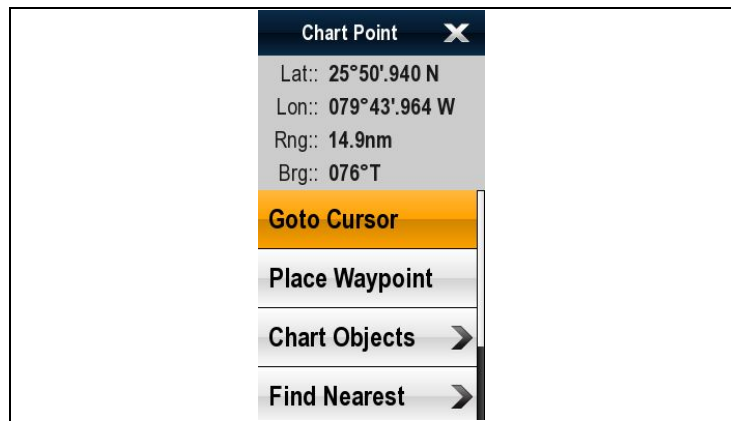 Chart Point
Lat:: 25°50'.940 N
Lon:: 079°43'.964 W
Rng:: 14.9nm
Brg:: 076°T
Goto Cursor
Place Waypoint
Chart Objects
Find Nearest